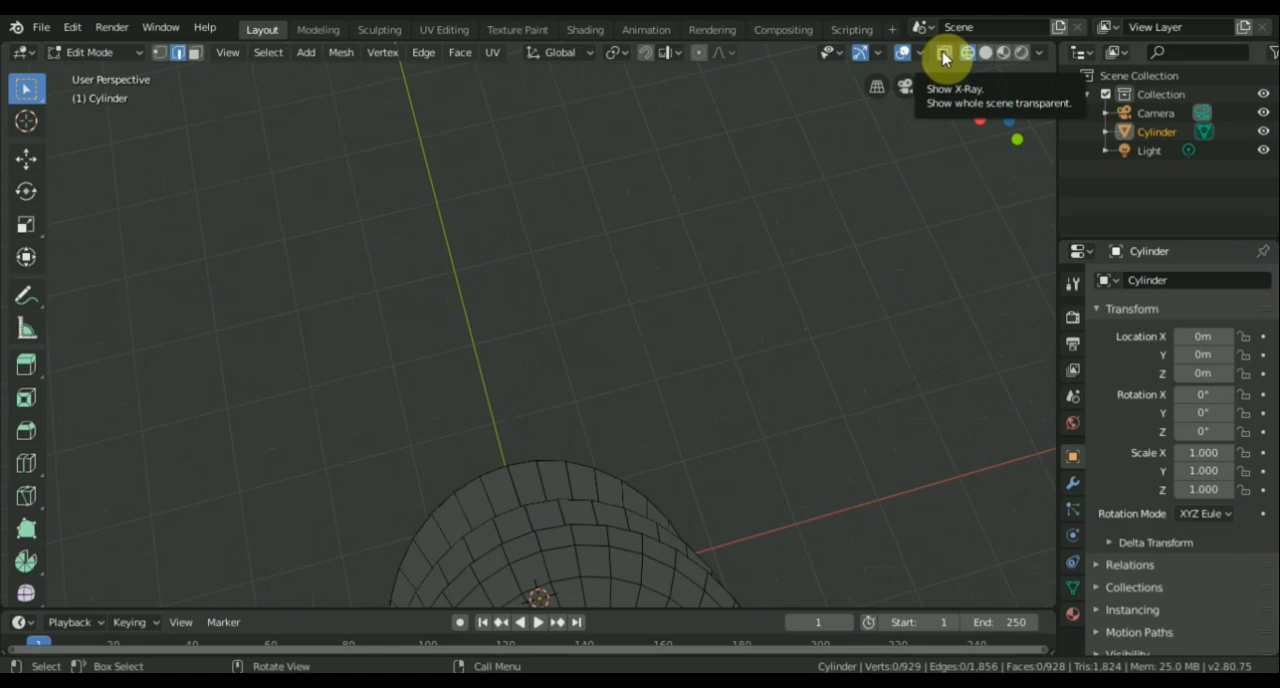 File Edit Render Window Help Layout Modeling Sculpting UV Editing Texture Paint Shading Animation Rendering Compositing Scripting + Scene View Layer
Edit Mode View Select Add Mesh Vertex Edge Face UV Global
User Perspective
(1) Cylinder
Show X-Ray.
Show whole scene transparent.
Scene Collection
Collection
Camera
Cylinder
Light
Cylinder
Cylinder
Transform
Location X 0m
Y 0m
Z 0m
Rotation X 0°
Y 0°
Z 0°
Scale X 1.000
Y 1.000
Z 1.000
Rotation Mode XYZ Eule
Delta Transform
Relations
Collections
Instancing
Motion Paths
Visibility
Playback Keying View Marker 1 Start: 1 End: 250
1 20 40 60 80 100 120 140 160 180 200 220 240
Select Box Select Rotate View Call Menu Cylinder | Verts:0/929 | Edges:0/1,856 | Faces:0/928 | Tris:1,824 | Mem: 25.0 MB | v2.80.75